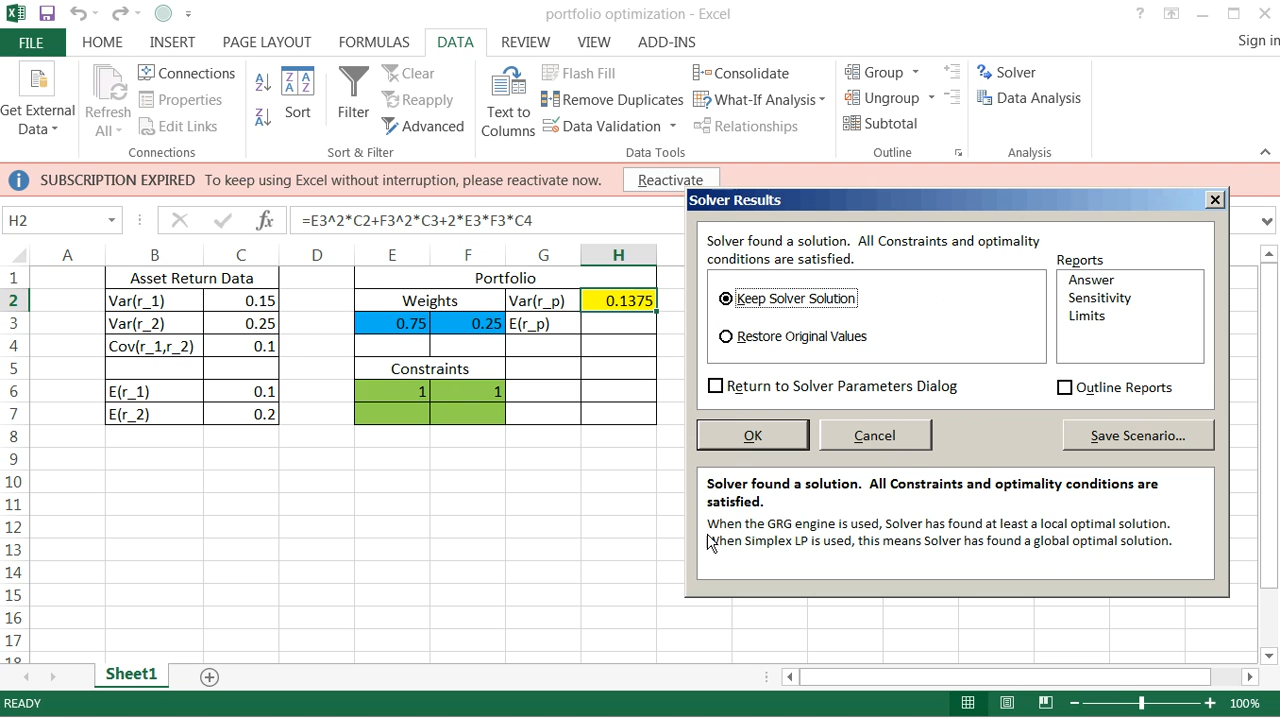 portfolio optimization - Excel
FILE HOME INSERT PAGE LAYOUT FORMULAS DATA REVIEW VIEW ADD-INS Sign in
Get External Data
Refresh All
Connections
Properties
Edit Links
Connections
Sort
Filter
Clear
Reapply
Advanced
Sort & Filter
Text to Columns
Flash Fill
Remove Duplicates
Data Validation
Consolidate
What-If Analysis
Relationships
Data Tools
Group
Ungroup
Subtotal
Outline
Solver
Data Analysis
Analysis
SUBSCRIPTION EXPIRED To keep using Excel without interruption, please reactivate now. Reactivate
H2 fx =E3^2*C2+F3^2*C3+2*E3*F3*C4
A B C D E F G H
1 Asset Return Data Portfolio
2 Var(r_1) 0.15 Weights Var(r_p) 0.1375
3 Var(r_2) 0.25 0.75 0.25 E(r_p)
4 Cov(r_1,r_2) 0.1
5 Constraints
6 E(r_1) 0.1 1 1
7 E(r_2) 0.2
8
9
10
11
12
13
14
15
16
17
18
Solver Results
Solver found a solution. All Constraints and optimality
conditions are satisfied.
Keep Solver Solution
Restore Original Values
Reports
Answer
Sensitivity
Limits
Return to Solver Parameters Dialog
Outline Reports
OK Cancel Save Scenario...
Solver found a solution. All Constraints and optimality conditions are
satisfied.
When the GRG engine is used, Solver has found at least a local optimal solution.
When Simplex LP is used, this means Solver has found a global optimal solution.
Sheet1
READY 100%